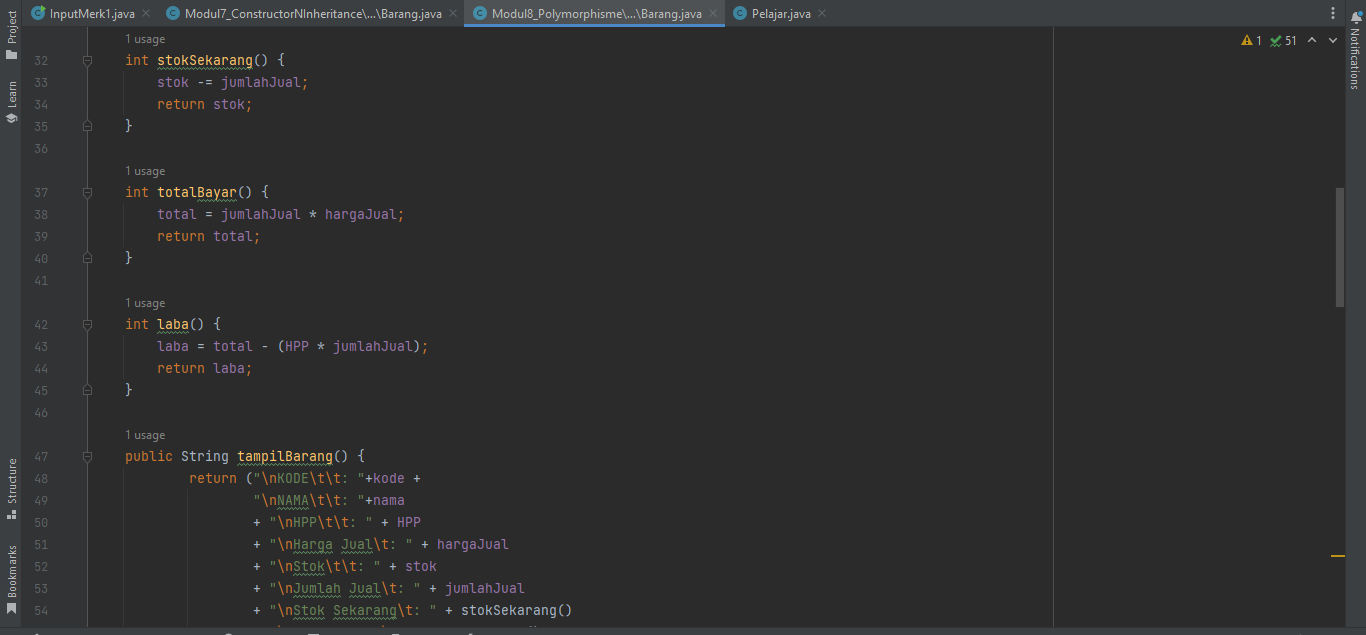 InputMerk1.java
Modul7_ConstructorNInheritance\...\Barang.java
Modul8_Polymorphisme\...\Barang.java
Pelajar.java
Project
Learn
Structure
Bookmarks
Notifications
1 51
1 usage
32 int stokSekarang() {
33 stok -= jumlahJual;
34 return stok;
35 }
36
1 usage
37 int totalBayar() {
38 total = jumlahJual * hargaJual;
39 return total;
40 }
41
1 usage
42 int laba() {
43 laba = total - (HPP * jumlahJual);
44 return laba;
45 }
46
1 usage
47 public String tampilBarang() {
48 return ("\nKODE\t\t: "+kode +
49 "\nNAMA\t\t: "+nama
50 + "\nHPP\t\t: " + HPP
51 + "\nHarga Jual\t: " + hargaJual
52 + "\nStok\t\t: " + stok
53 + "\nJumlah Jual\t: " + jumlahJual
54 + "\nStok Sekarang\t: " + stokSekarang()